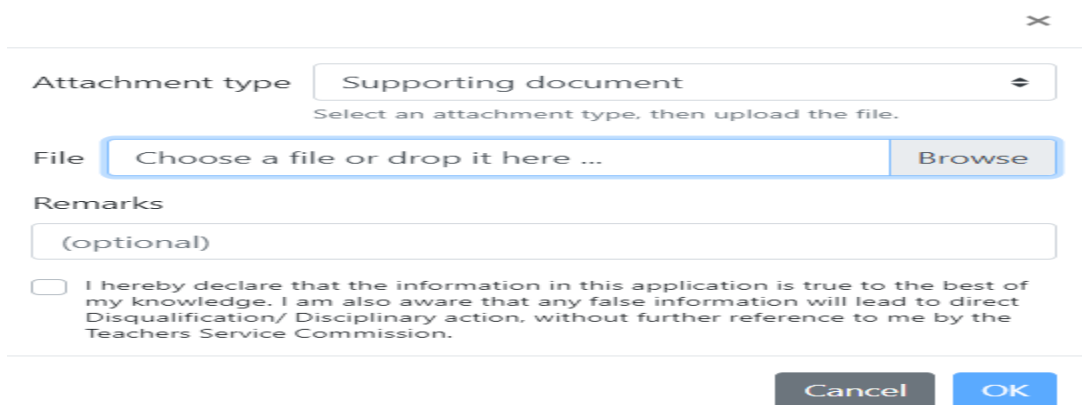 ×
Attachment type Supporting document
Select an attachment type, then upload the file.
File Choose a file or drop it here ... Browse
Remarks
(optional)
I hereby declare that the information in this application is true to the best of
my knowledge. I am also aware that any false information will lead to direct
Disqualification/ Disciplinary action, without further reference to me by the
Teachers Service Commission.
Cancel OK